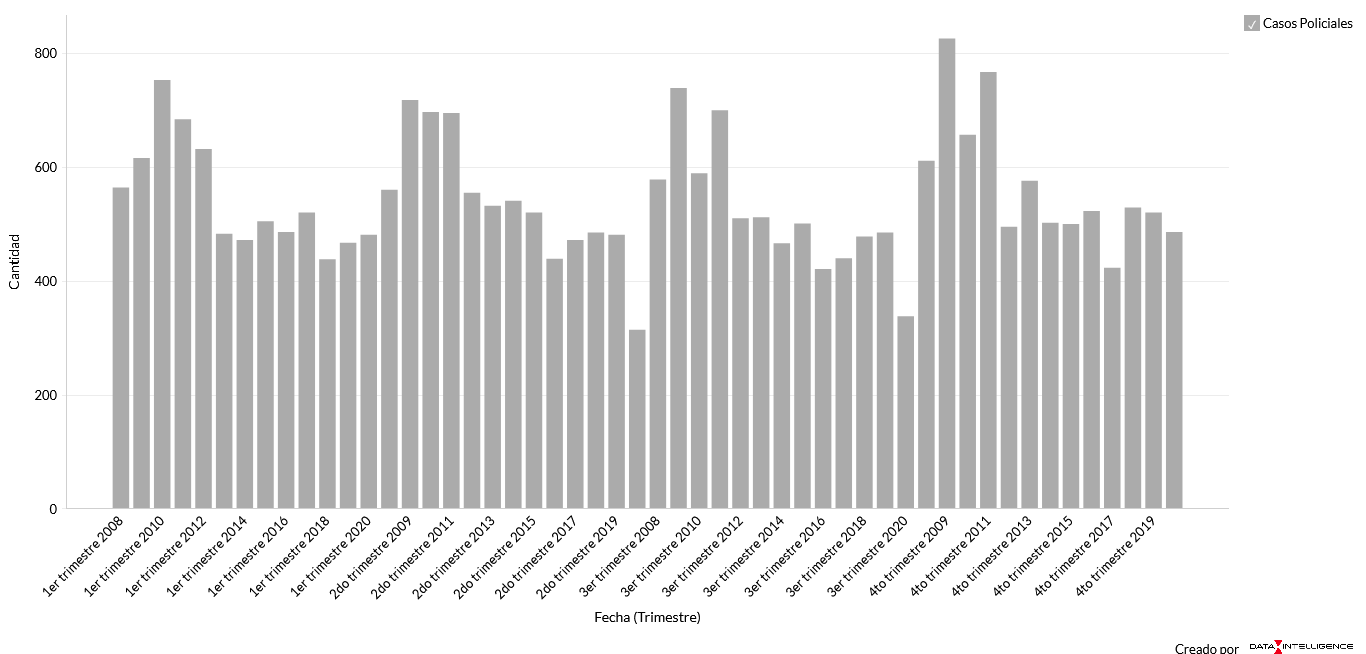 Casos Policiales
800
600
400
200
0
Cantidad
1er trimestre 2008
1er trimestre 2010
1er trimestre 2012
1er trimestre 2014
1er trimestre 2016
1er trimestre 2018
1er trimestre 2020
2do trimestre 2009
2do trimestre 2011
2do trimestre 2013
2do trimestre 2015
2do trimestre 2017
2do trimestre 2019
3er trimestre 2008
3er trimestre 2010
3er trimestre 2012
3er trimestre 2014
3er trimestre 2016
3er trimestre 2018
3er trimestre 2020
4to trimestre 2009
4to trimestre 2011
4to trimestre 2013
4to trimestre 2015
4to trimestre 2017
4to trimestre 2019
Fecha (Trimestre)
Creado por DATA INTELLIGENCE